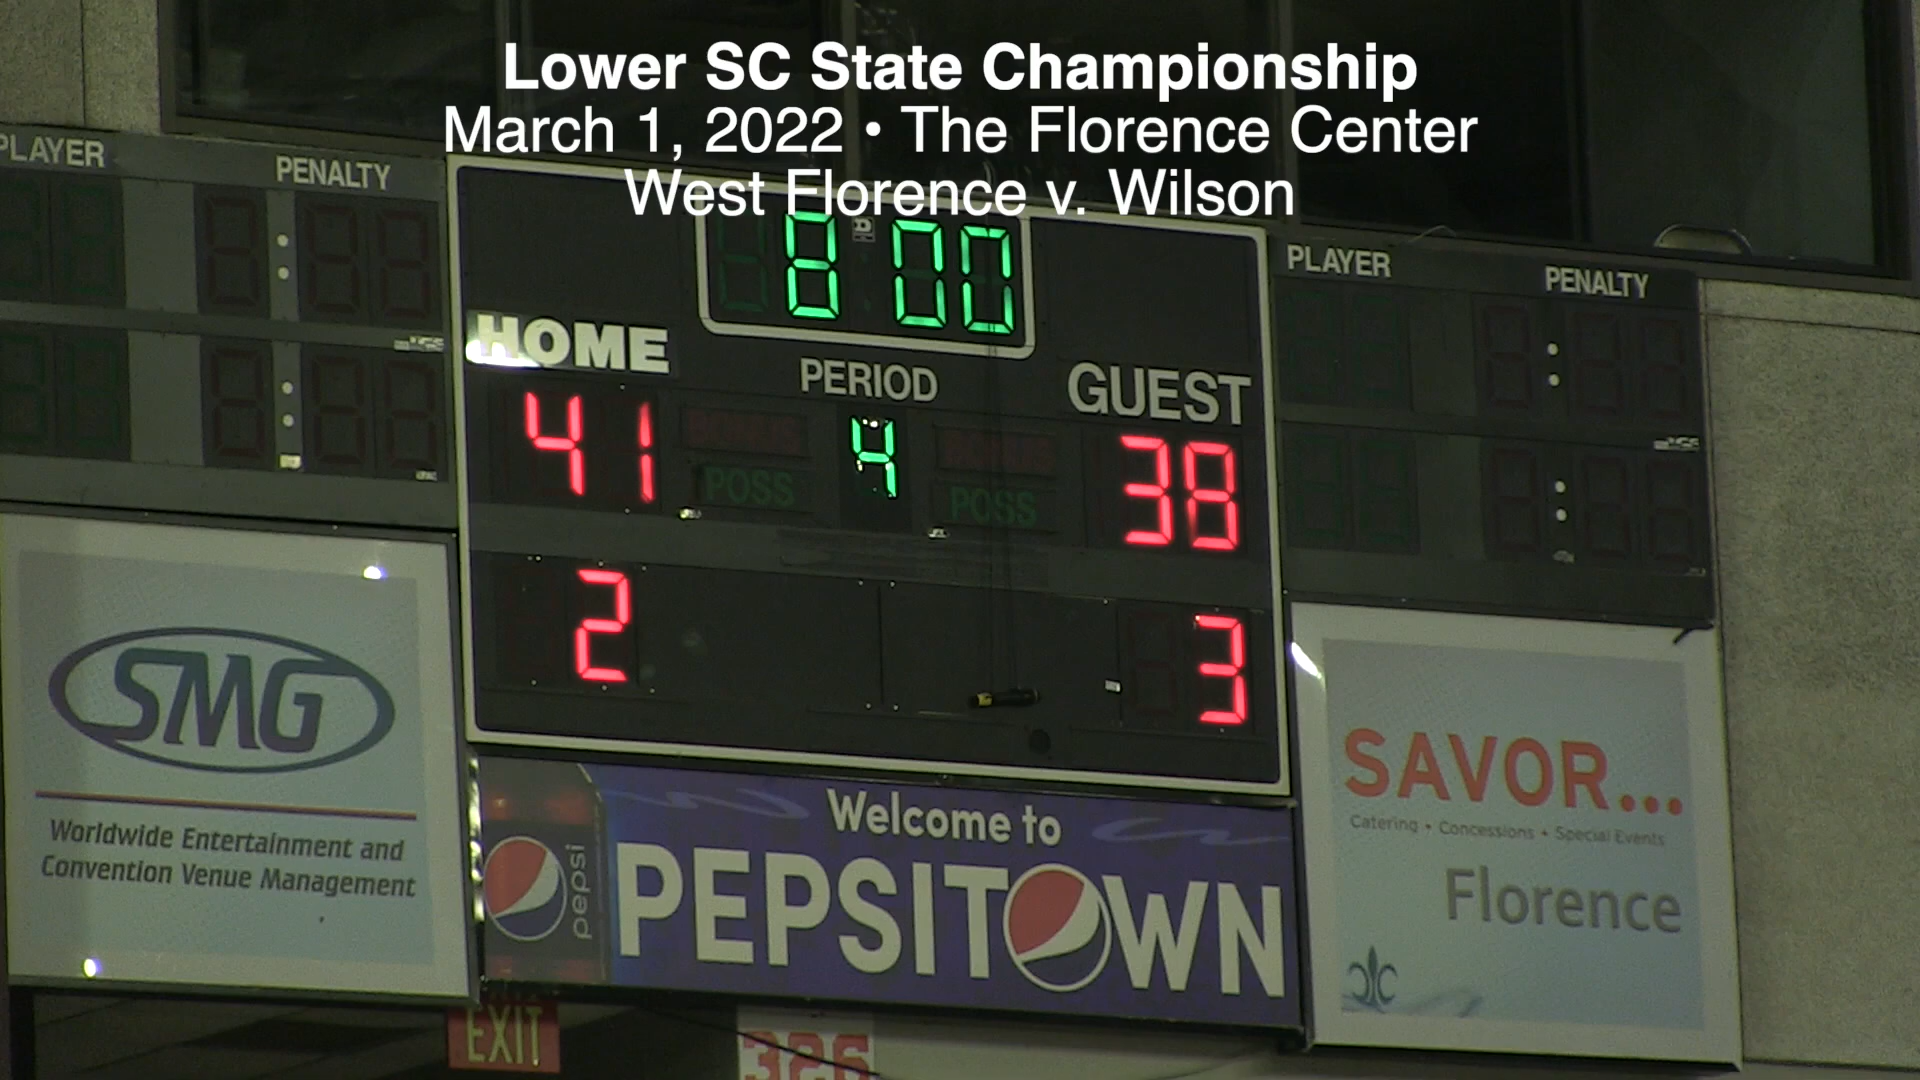 Lower SC State Championship
March 1, 2022 • The Florence Center
West Florence v. Wilson
PLAYER
PENALTY
8:00
HOME
PERIOD
GUEST
PLAYER
PENALTY
41
4
38
POSS
POSS
2
3
SMG
Worldwide Entertainment and
Convention Venue Management
Welcome to
PEPSITOWN
pepsi
SAVOR...
Catering • Concessions • Special Events
Florence
EXIT
326